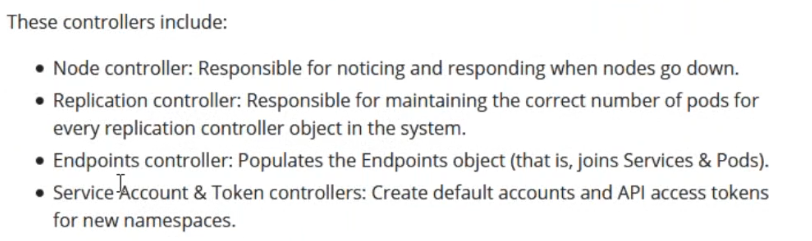 These controllers include:
• Node controller: Responsible for noticing and responding when nodes go down.
• Replication controller: Responsible for maintaining the correct number of pods for
every replication controller object in the system.
• Endpoints controller: Populates the Endpoints object (that is, joins Services & Pods).
• Service Account & Token controllers: Create default accounts and API access tokens
for new namespaces.